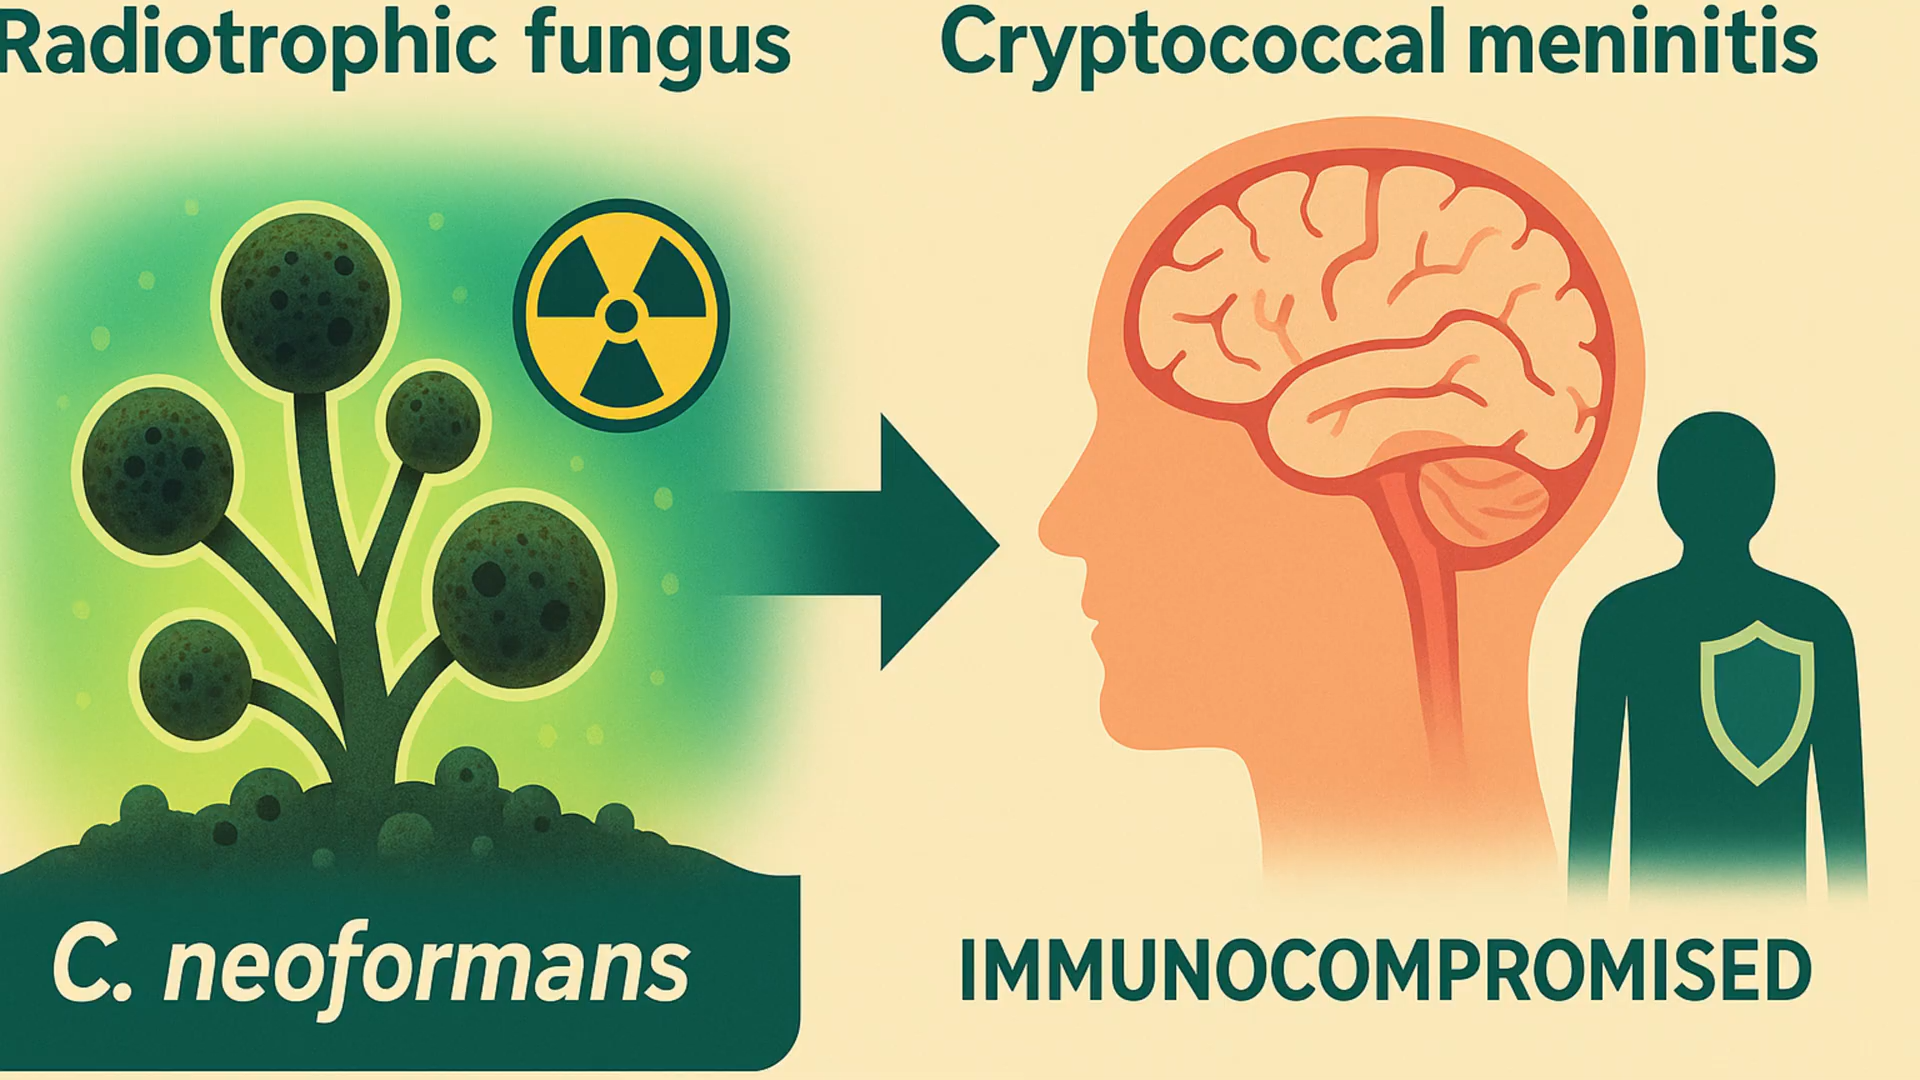 Radiotrophic fungus
Cryptococcal meninitis
C. neoformans
IMMUNOCOMPROMISED